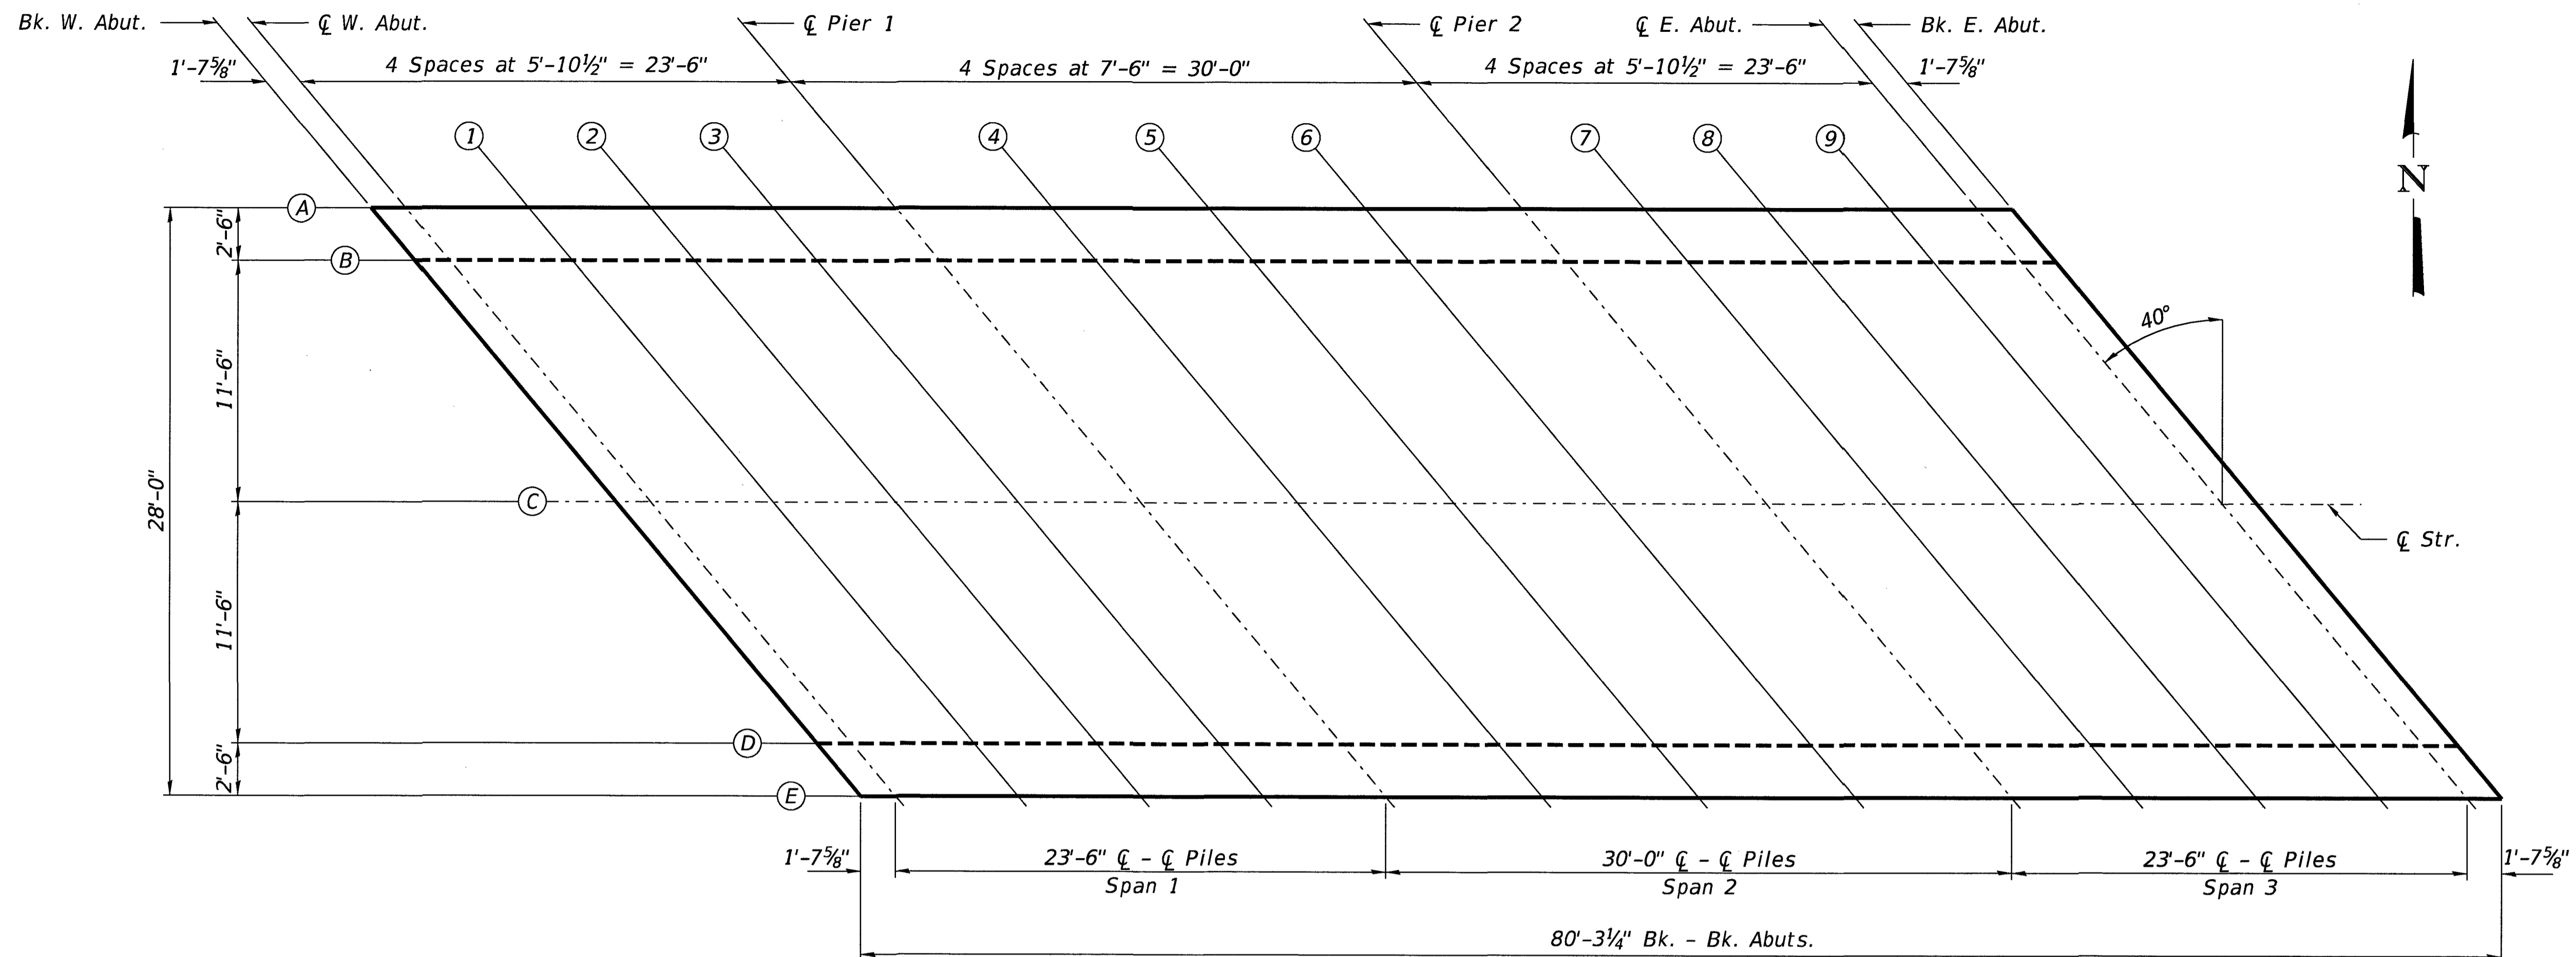 Bk. W. Abut.
℄ W. Abut.
℄ Pier 1
℄ Pier 2
℄ E. Abut.
Bk. E. Abut.
1'-7⅝"
4 Spaces at 5'-10½" = 23'-6"
4 Spaces at 7'-6" = 30'-0"
4 Spaces at 5'-10½" = 23'-6"
1'-7⅝"
1
2
3
4
5
6
7
8
9
N
A
2'-6"
B
40°
11'-6"
28'-0"
C
℄ Str.
11'-6"
D
2'-6"
E
1'-7⅝"
23'-6" ℄ - ℄ Piles
Span 1
30'-0" ℄ - ℄ Piles
Span 2
23'-6" ℄ - ℄ Piles
Span 3
1'-7⅝"
80'-3¼" Bk. - Bk. Abuts.